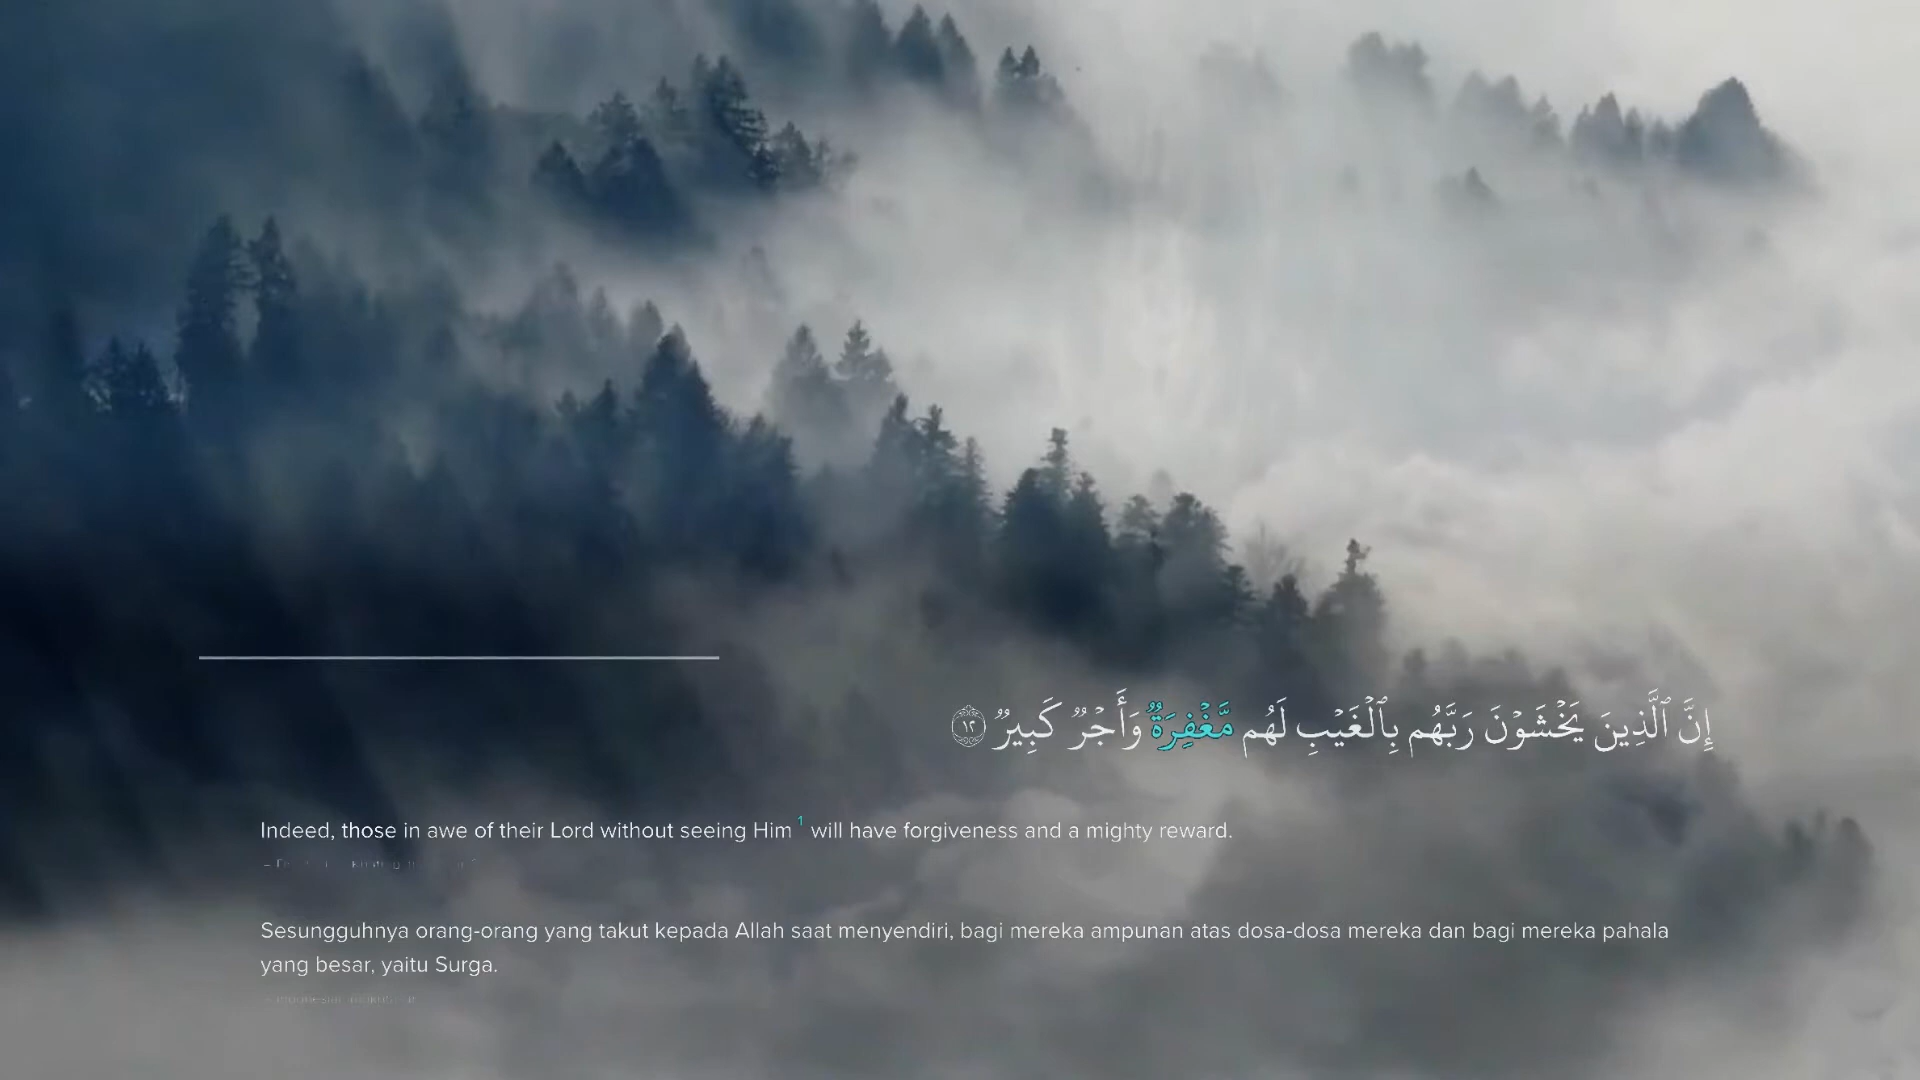 إِنَّ ٱلَّذِينَ يَخْشَوْنَ رَبَّهُم بِٱلْغَيْبِ لَهُم مَّغْفِرَةٌ وَأَجْرٌ كَبِيرٌ ١٢
Indeed, those in awe of their Lord without seeing Him 1 will have forgiveness and a mighty reward.
Sesungguhnya orang-orang yang takut kepada Allah saat menyendiri, bagi mereka ampunan atas dosa-dosa mereka dan bagi mereka pahala
yang besar, yaitu Surga.